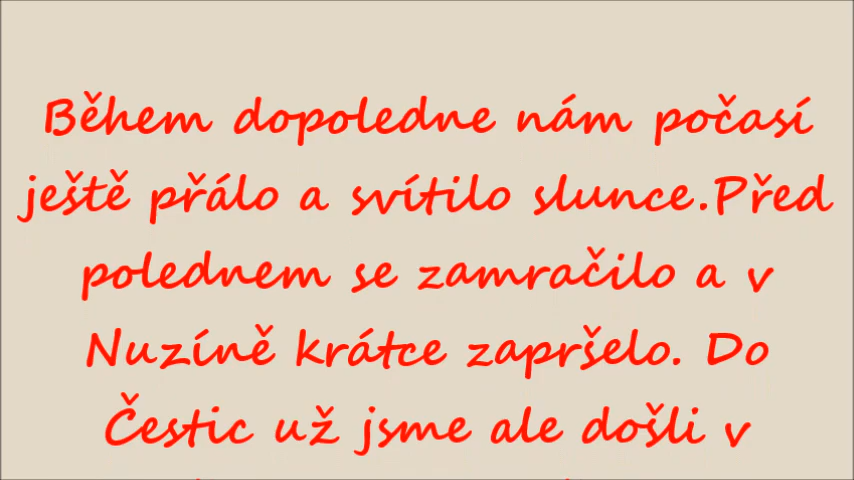 Během dopoledne nám počasí
ještě přálo a svítilo slunce.Před
polednem se zamračilo a v
Nuzíně krátce zapršelo. Do
Čestic už jsme ale došli v